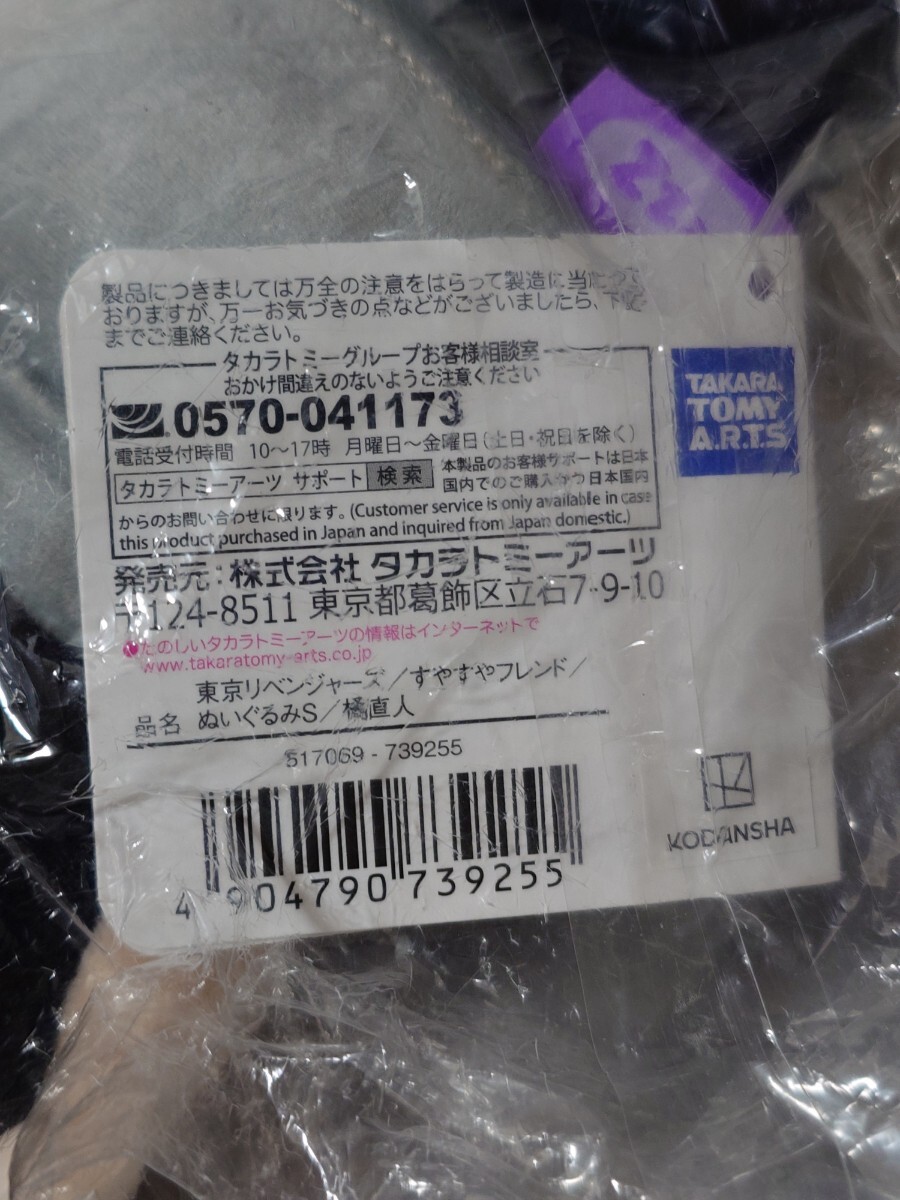 製品につきましては万全の注意をはらって製造に当たって
おりますが、万一お気づきの点などがございましたら、下記
までご連絡ください。
タカラトミーグループお客様相談室
おかけ間違えのないようご注意ください
0570-041173
電話受付時間 10～17時 月曜日～金曜日(土日・祝日を除く)
タカラトミーアーツ サポート 検索 本製品のお客様サポートは日本
国内でのご購入かつ日本国内
からのお問い合わせに限ります。(Customer service is only available in case
this product purchased in Japan and inquired from Japan domestic.)
発売元:株式会社 タカラトミーアーツ
〒124-8511 東京都葛飾区立石7-9-10
●たのしいタカラトミーアーツの情報はインターネットで
www.takaratomy-arts.co.jp
東京リベンジャーズ/すやすやフレンド/
品名 ぬいぐるみS/橘直人
517069-739255
4 904790 739255
TAKARA
TOMY
A.R.T.S
KODANSHA